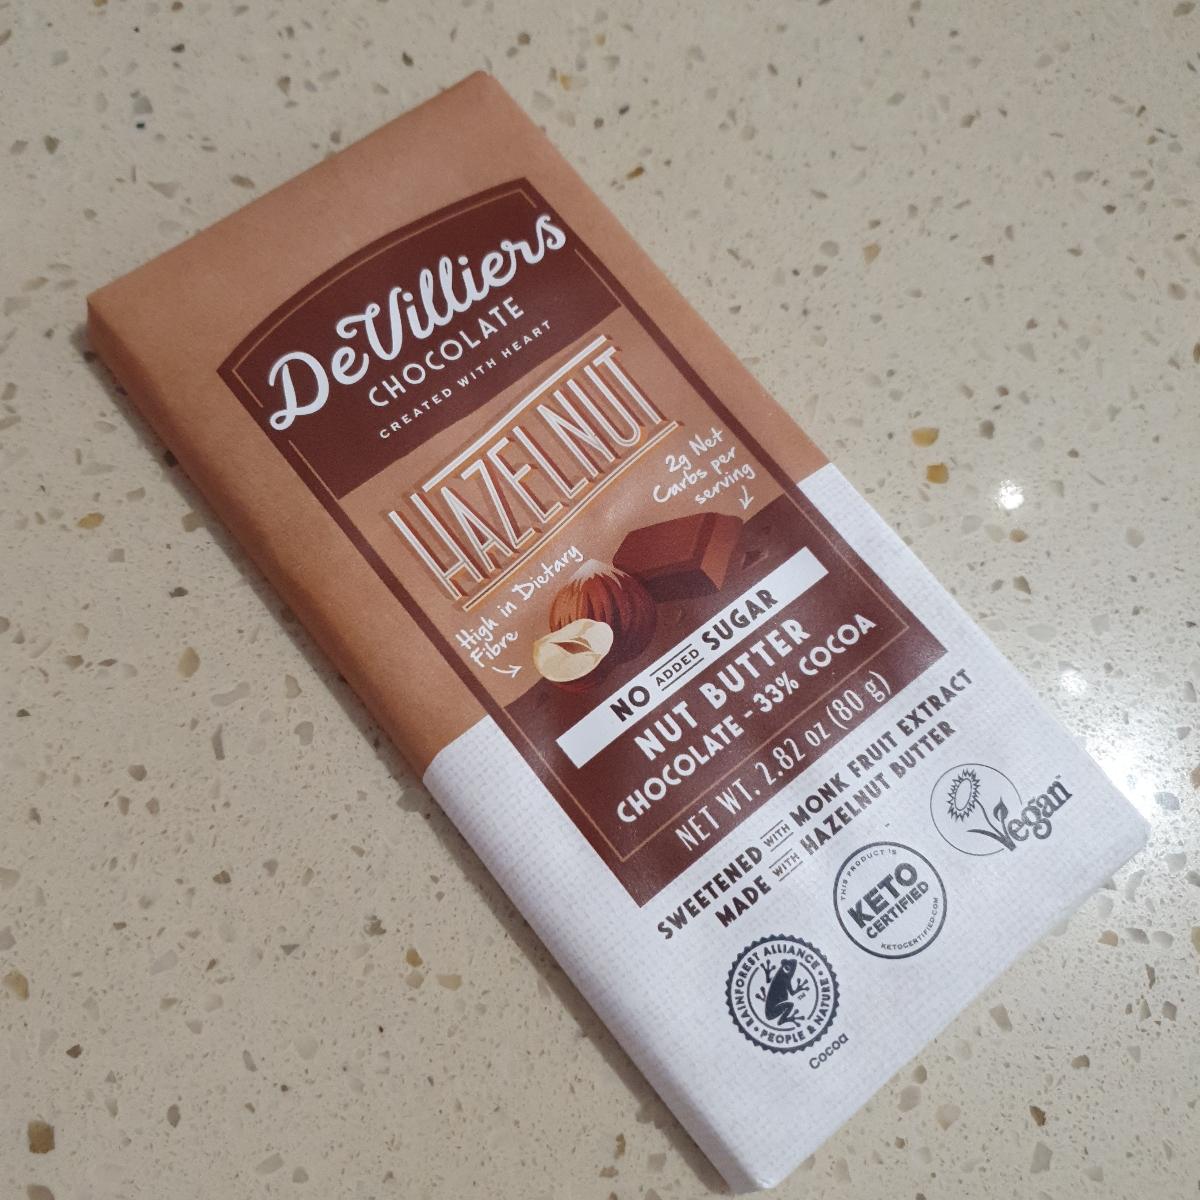 DeVilliers
CHOCOLATE
CREATED WITH HEART
HAZELNUT
2g Net
Carbs per
serving
High in Dietary
Fibre
NO ADDED SUGAR
NUT BUTTER
CHOCOLATE - 33% COCOA
NET WT. 2.82 oz (80 g)
SWEETENED WITH MONK FRUIT EXTRACT
MADE WITH HAZELNUT BUTTER
Vegan™
THIS PRODUCT IS
KETO
CERTIFIED
KETOCERTIFIED.COM
RAINFOREST ALLIANCE
PEOPLE & NATURE
TM
Cocoa